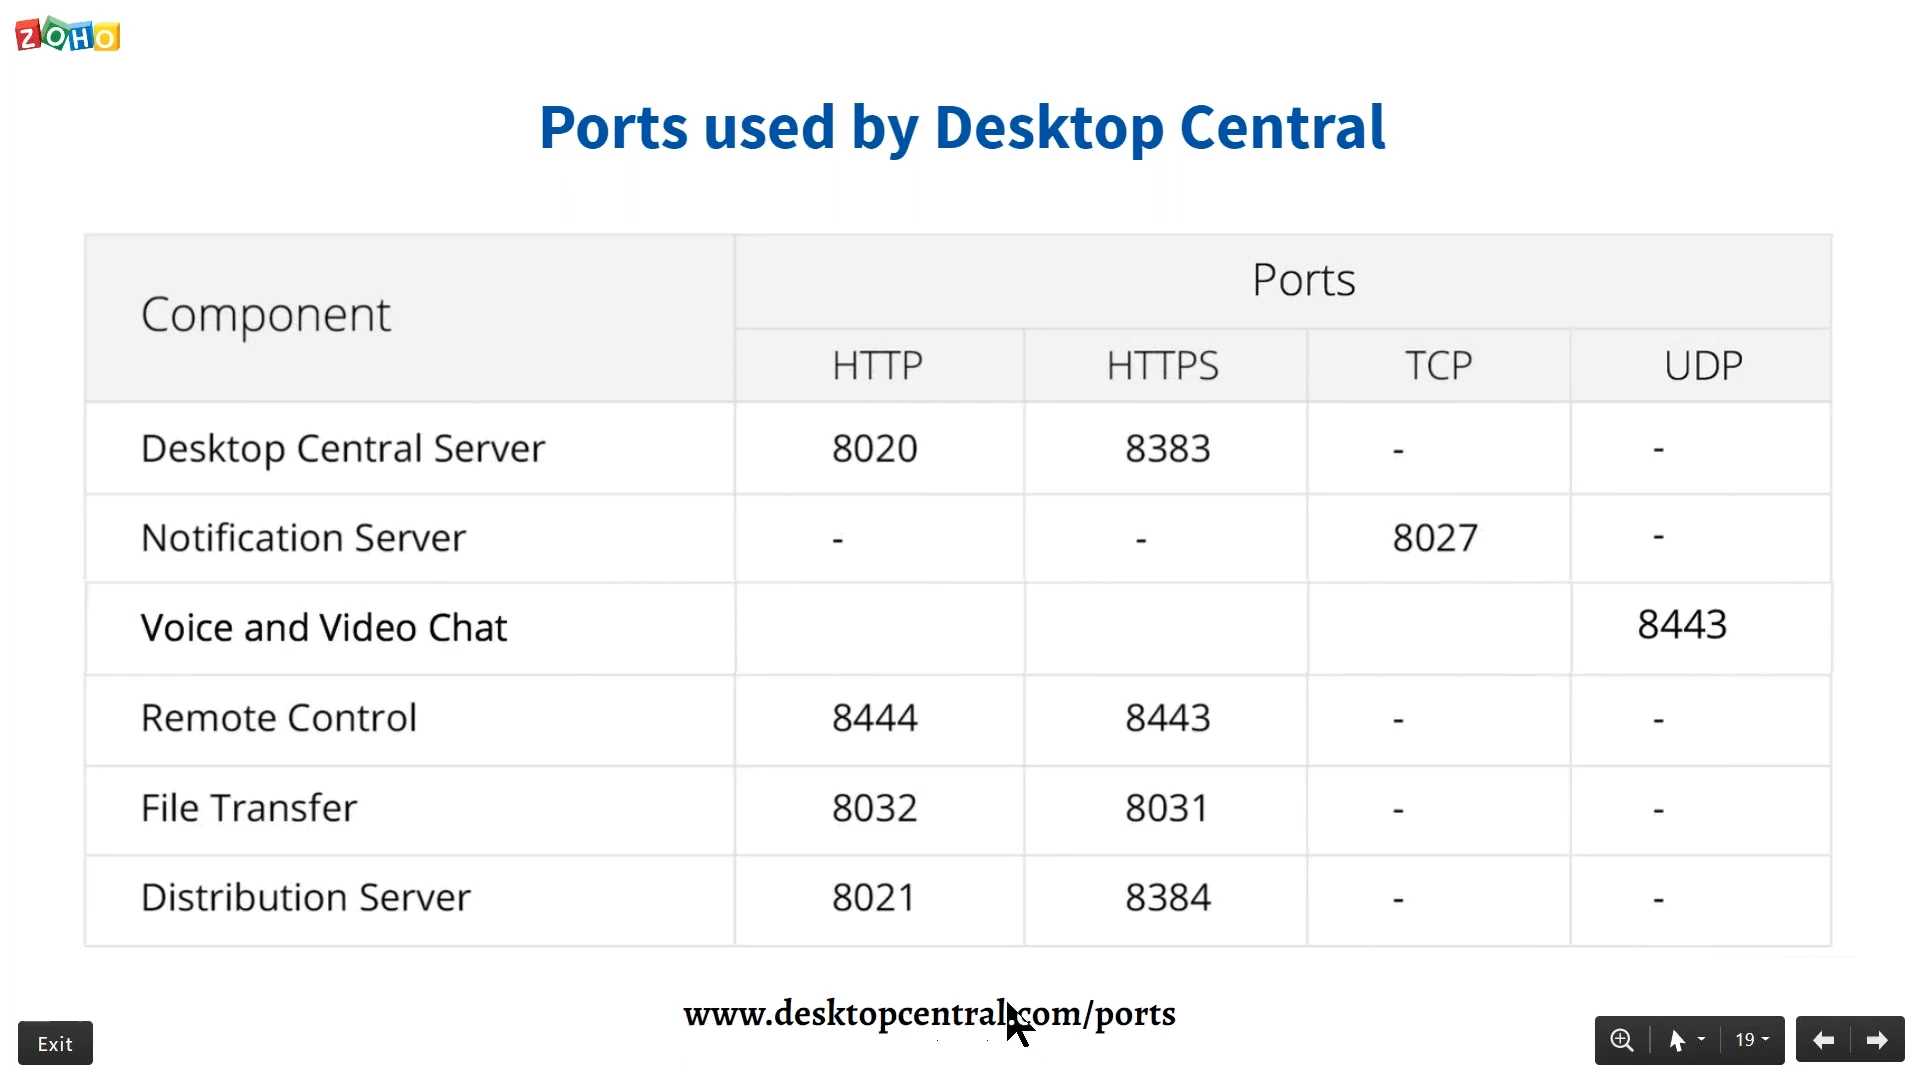 ZOHO
Ports used by Desktop Central
Component
Ports
HTTP HTTPS TCP UDP
Desktop Central Server 8020 8383 - -
Notification Server - - 8027 -
Voice and Video Chat 8443
Remote Control 8444 8443 - -
File Transfer 8032 8031 - -
Distribution Server 8021 8384 - -
www.desktopcentral.com/ports
Exit
19